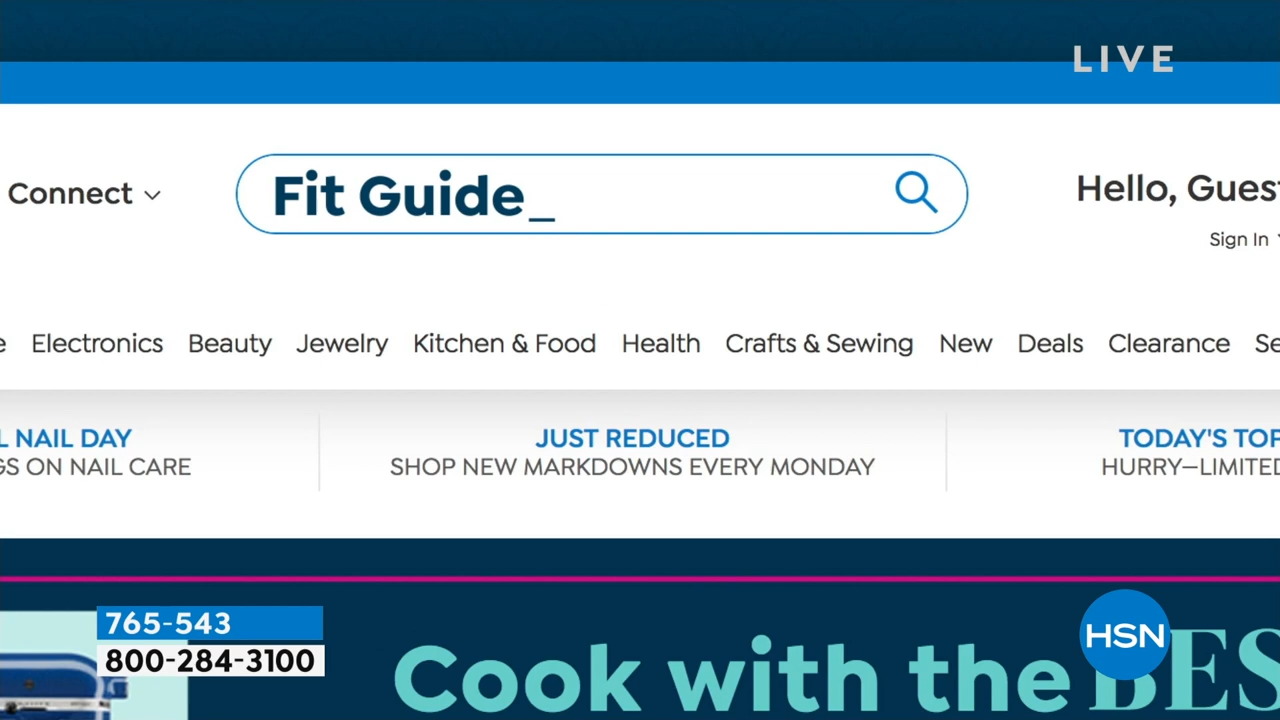 LIVE
Connect
Fit Guide_
Hello, Guest
Sign In
e Electronics Beauty Jewelry Kitchen & Food Health Crafts & Sewing New Deals Clearance Se
L NAIL DAY
GS ON NAIL CARE
JUST REDUCED
SHOP NEW MARKDOWNS EVERY MONDAY
TODAY'S TOP
HURRY—LIMITED
765-543
800-284-3100
Cook with the BES
HSN